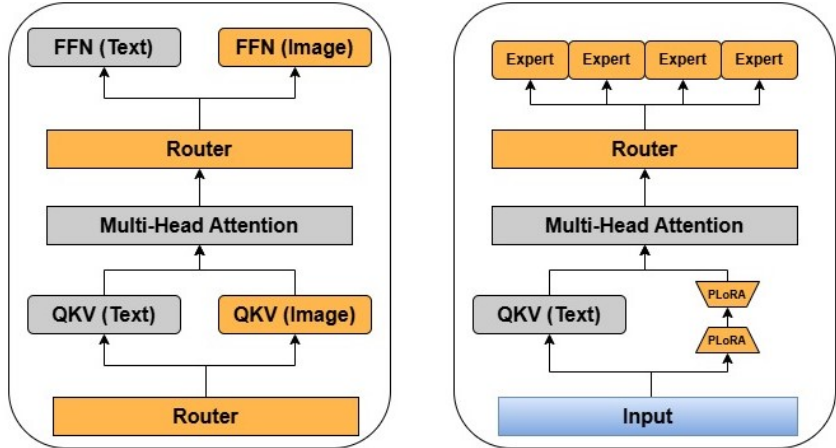 FFN (Text) FFN (Image)
Router
Multi-Head Attention
QKV (Text) QKV (Image)
Router
Expert Expert Expert Expert
Router
Multi-Head Attention
PLoRA
QKV (Text)
PLoRA
Input